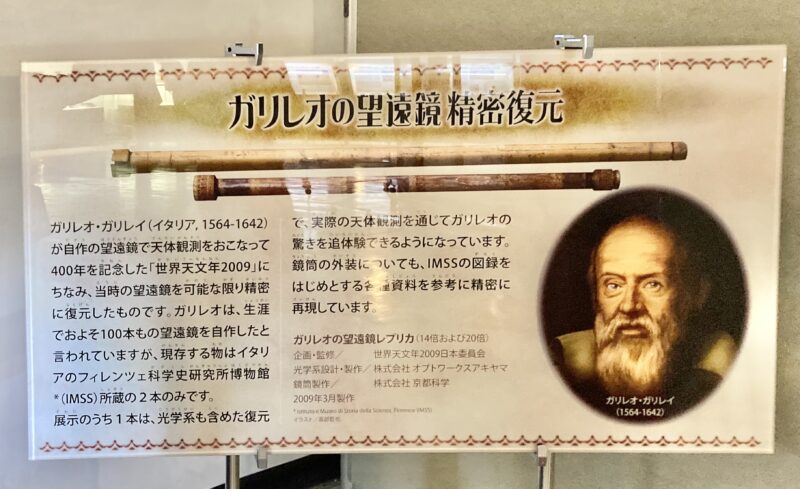 ガリレオの望遠鏡 精密復元
ガリレオ・ガリレイ（イタリア, 1564-1642）
が自作の望遠鏡で天体観測をおこなって
400年を記念した「世界天文年2009」に
ちなみ、当時の望遠鏡を可能な限り精密
に復元したものです。ガリレオは、生涯
でおよそ100本もの望遠鏡を自作したと
言われていますが、現存する物はイタリ
アのフィレンツェ科学史研究所博物館
*（IMSS）所蔵の２本のみです。
展示のうち１本は、光学系も含めた復元
で、実際の天体観測を通じてガリレオの
驚きを追体験できるようになっています。
鏡筒の外装についても、IMSSの図録を
はじめとする各種資料を参考に精密に
再現しています。
ガリレオの望遠鏡レプリカ（14倍および20倍）
企画・監修／ 世界天文年2009日本委員会
光学系設計・製作／ 株式会社 オプトワークスアキヤマ
鏡筒製作／ 株式会社 京都科学
2009年3月製作
* Istituto e Museo di Storia della Scienza, Florence (IMSS)
イラスト／
ガリレオ・ガリレイ
(1564-1642)